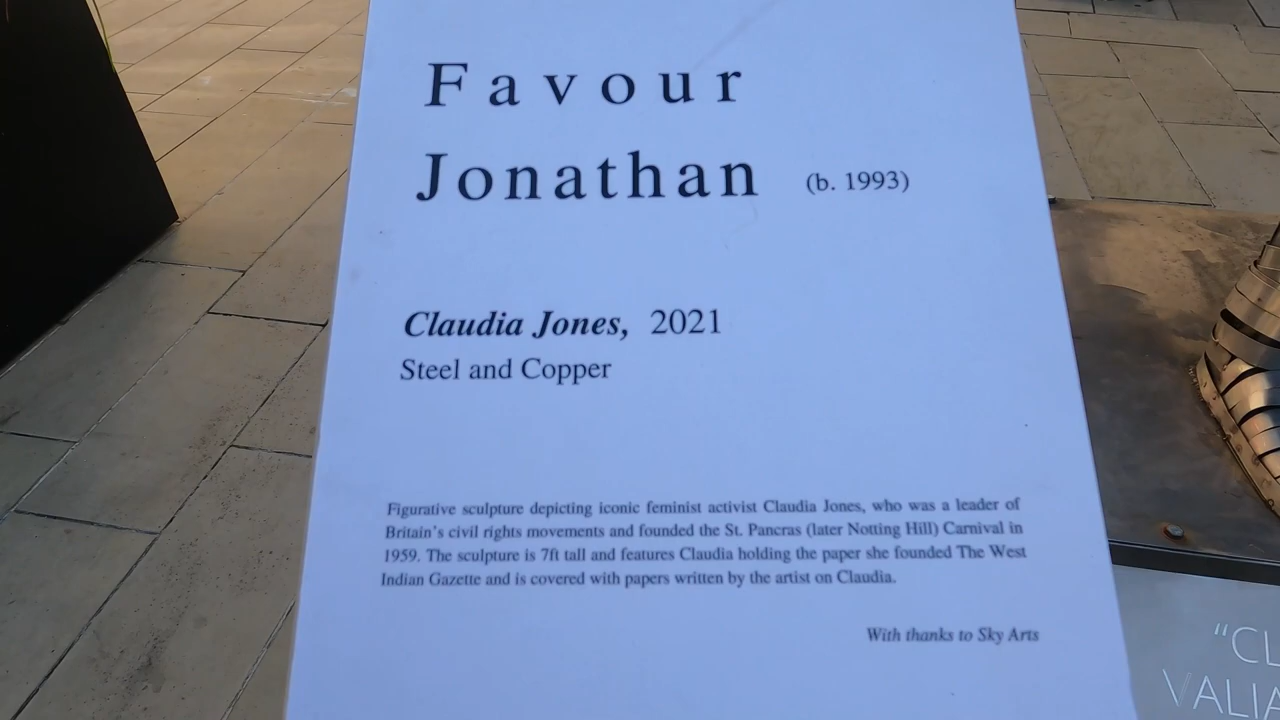 Favour
Jonathan (b. 1993)
Claudia Jones, 2021
Steel and Copper
Figurative sculpture depicting iconic feminist activist Claudia Jones, who was a leader of
Britain's civil rights movements and founded the St. Pancras (later Notting Hill) Carnival in
1959. The sculpture is 7ft tall and features Claudia holding the paper she founded The West
Indian Gazette and is covered with papers written by the artist on Claudia.
With thanks to Sky Arts